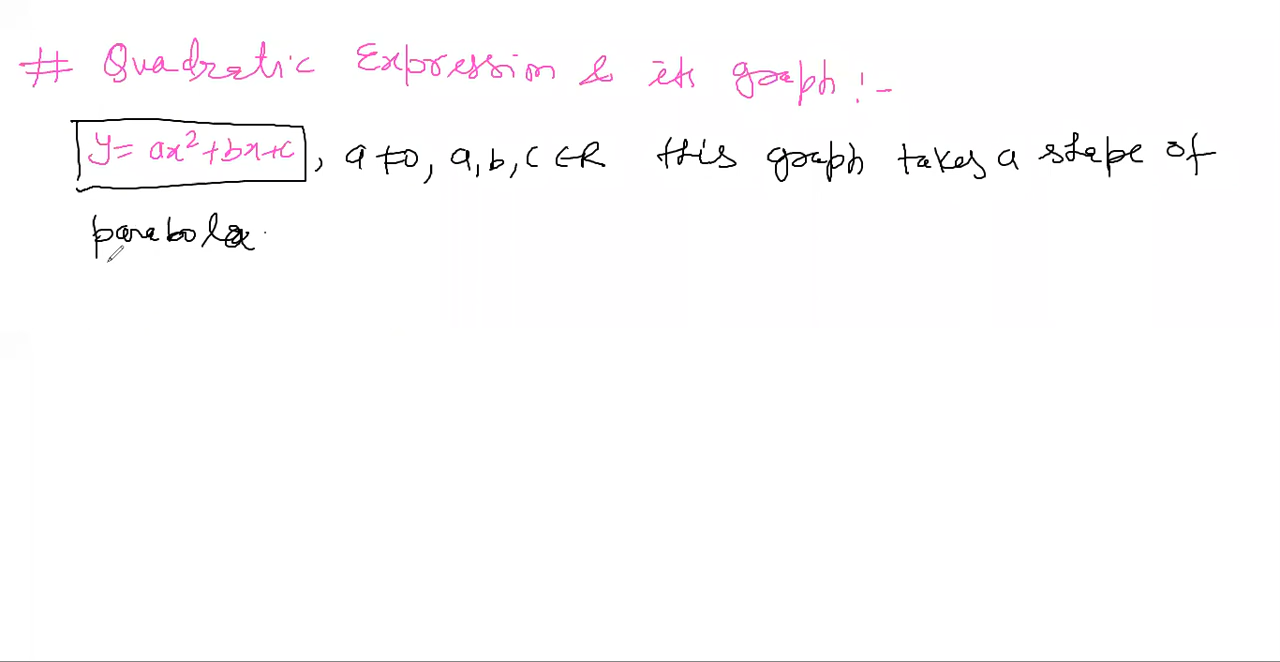 # Quadratic Expression & its graph :-
y = ax² + bx + c , a ≠ 0, a, b, c ∈ R this graph takes a shape of
parabola.